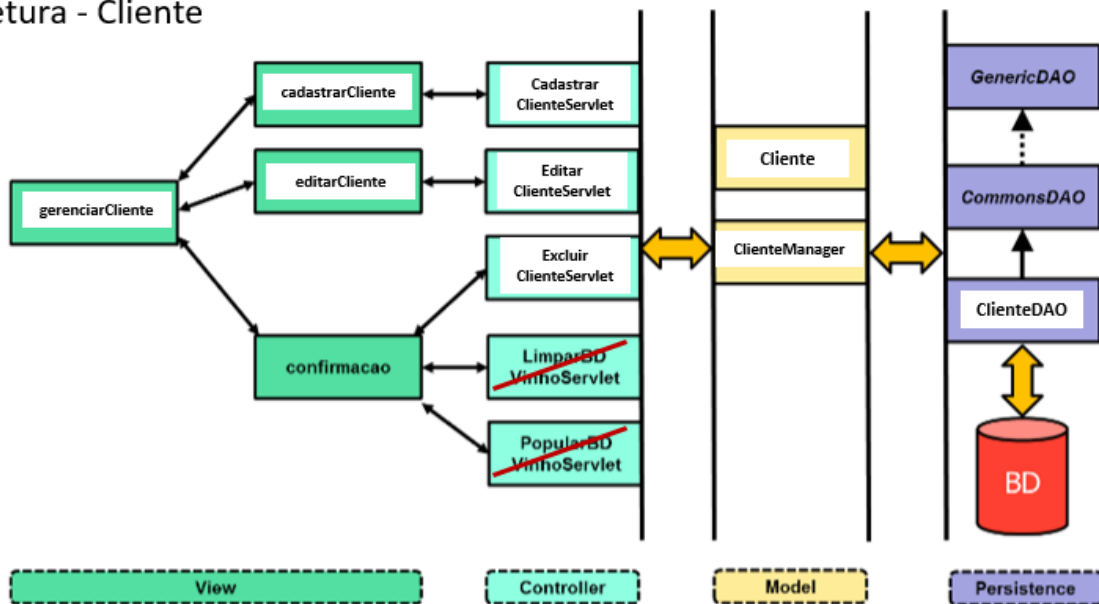 etura - Cliente
cadastrarCliente
Cadastrar
ClienteServlet
GenericDAO
Cliente
editarCliente
Editar
ClienteServlet
gerenciarCliente
CommonsDAO
Excluir
ClienteServlet
ClienteManager
ClienteDAO
confirmacao
LimparBD
VinhoServlet
PopularBD
VinhoServlet
BD
View
Controller
Model
Persistence